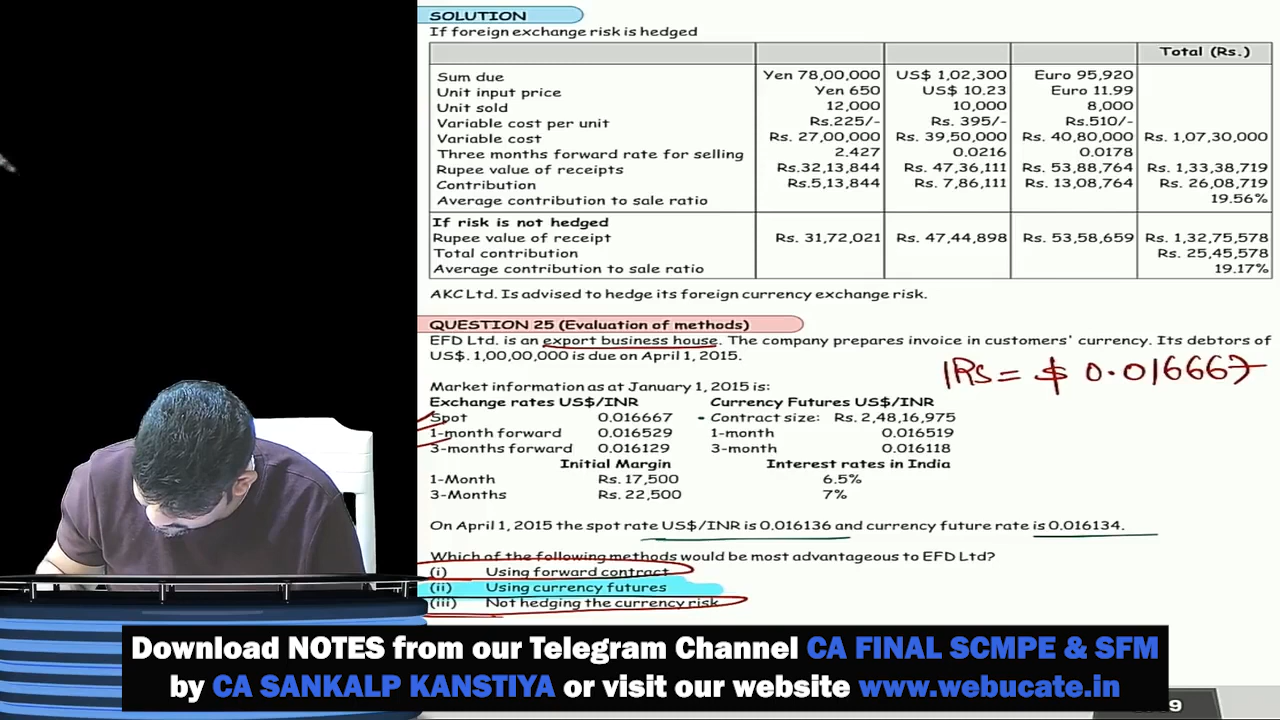 SOLUTION
If foreign exchange risk is hedged
Total (Rs.)
Sum due Yen 78,00,000 US$ 1,02,300 Euro 95,920
Unit input price Yen 650 US$ 10.23 Euro 11.99
Unit sold 12,000 10,000 8,000
Variable cost per unit Rs.225/- Rs. 395/- Rs.510/-
Variable cost Rs. 27,00,000 Rs. 39,50,000 Rs. 40,80,000 Rs. 1,07,30,000
Three months forward rate for selling 2.427 0.0216 0.0178
Rupee value of receipts Rs.32,13,844 Rs. 47,36,111 Rs. 53,88,764 Rs. 1,33,38,719
Contribution Rs.5,13,844 Rs. 7,86,111 Rs. 13,08,764 Rs. 26,08,719
Average contribution to sale ratio 19.56%
If risk is not hedged
Rupee value of receipt Rs. 31,72,021 Rs. 47,44,898 Rs. 53,58,659 Rs. 1,32,75,578
Total contribution Rs. 25,45,578
Average contribution to sale ratio 19.17%
AKC Ltd. Is advised to hedge its foreign currency exchange risk.
QUESTION 25 (Evaluation of methods)
EFD Ltd. is an export business house. The company prepares invoice in customers' currency. Its debtors of
US$. 1,00,00,000 is due on April 1, 2015.
1Rs = $ 0.016667
Market information as at January 1, 2015 is:
Exchange rates US$/INR Currency Futures US$/INR
Spot 0.016667 Contract size: Rs. 2,48,16,975
1-month forward 0.016529 1-month 0.016519
3-months forward 0.016129 3-month 0.016118
Initial Margin Interest rates in India
1-Month Rs. 17,500 6.5%
3-Months Rs. 22,500 7%
On April 1, 2015 the spot rate US$/INR is 0.016136 and currency future rate is 0.016134.
Which of the following methods would be most advantageous to EFD Ltd?
(i) Using forward contract
(ii) Using currency futures
(iii) Not hedging the currency risk
Download NOTES from our Telegram Channel CA FINAL SCMPE & SFM
by CA SANKALP KANSTIYA or visit our website www.webucate.in